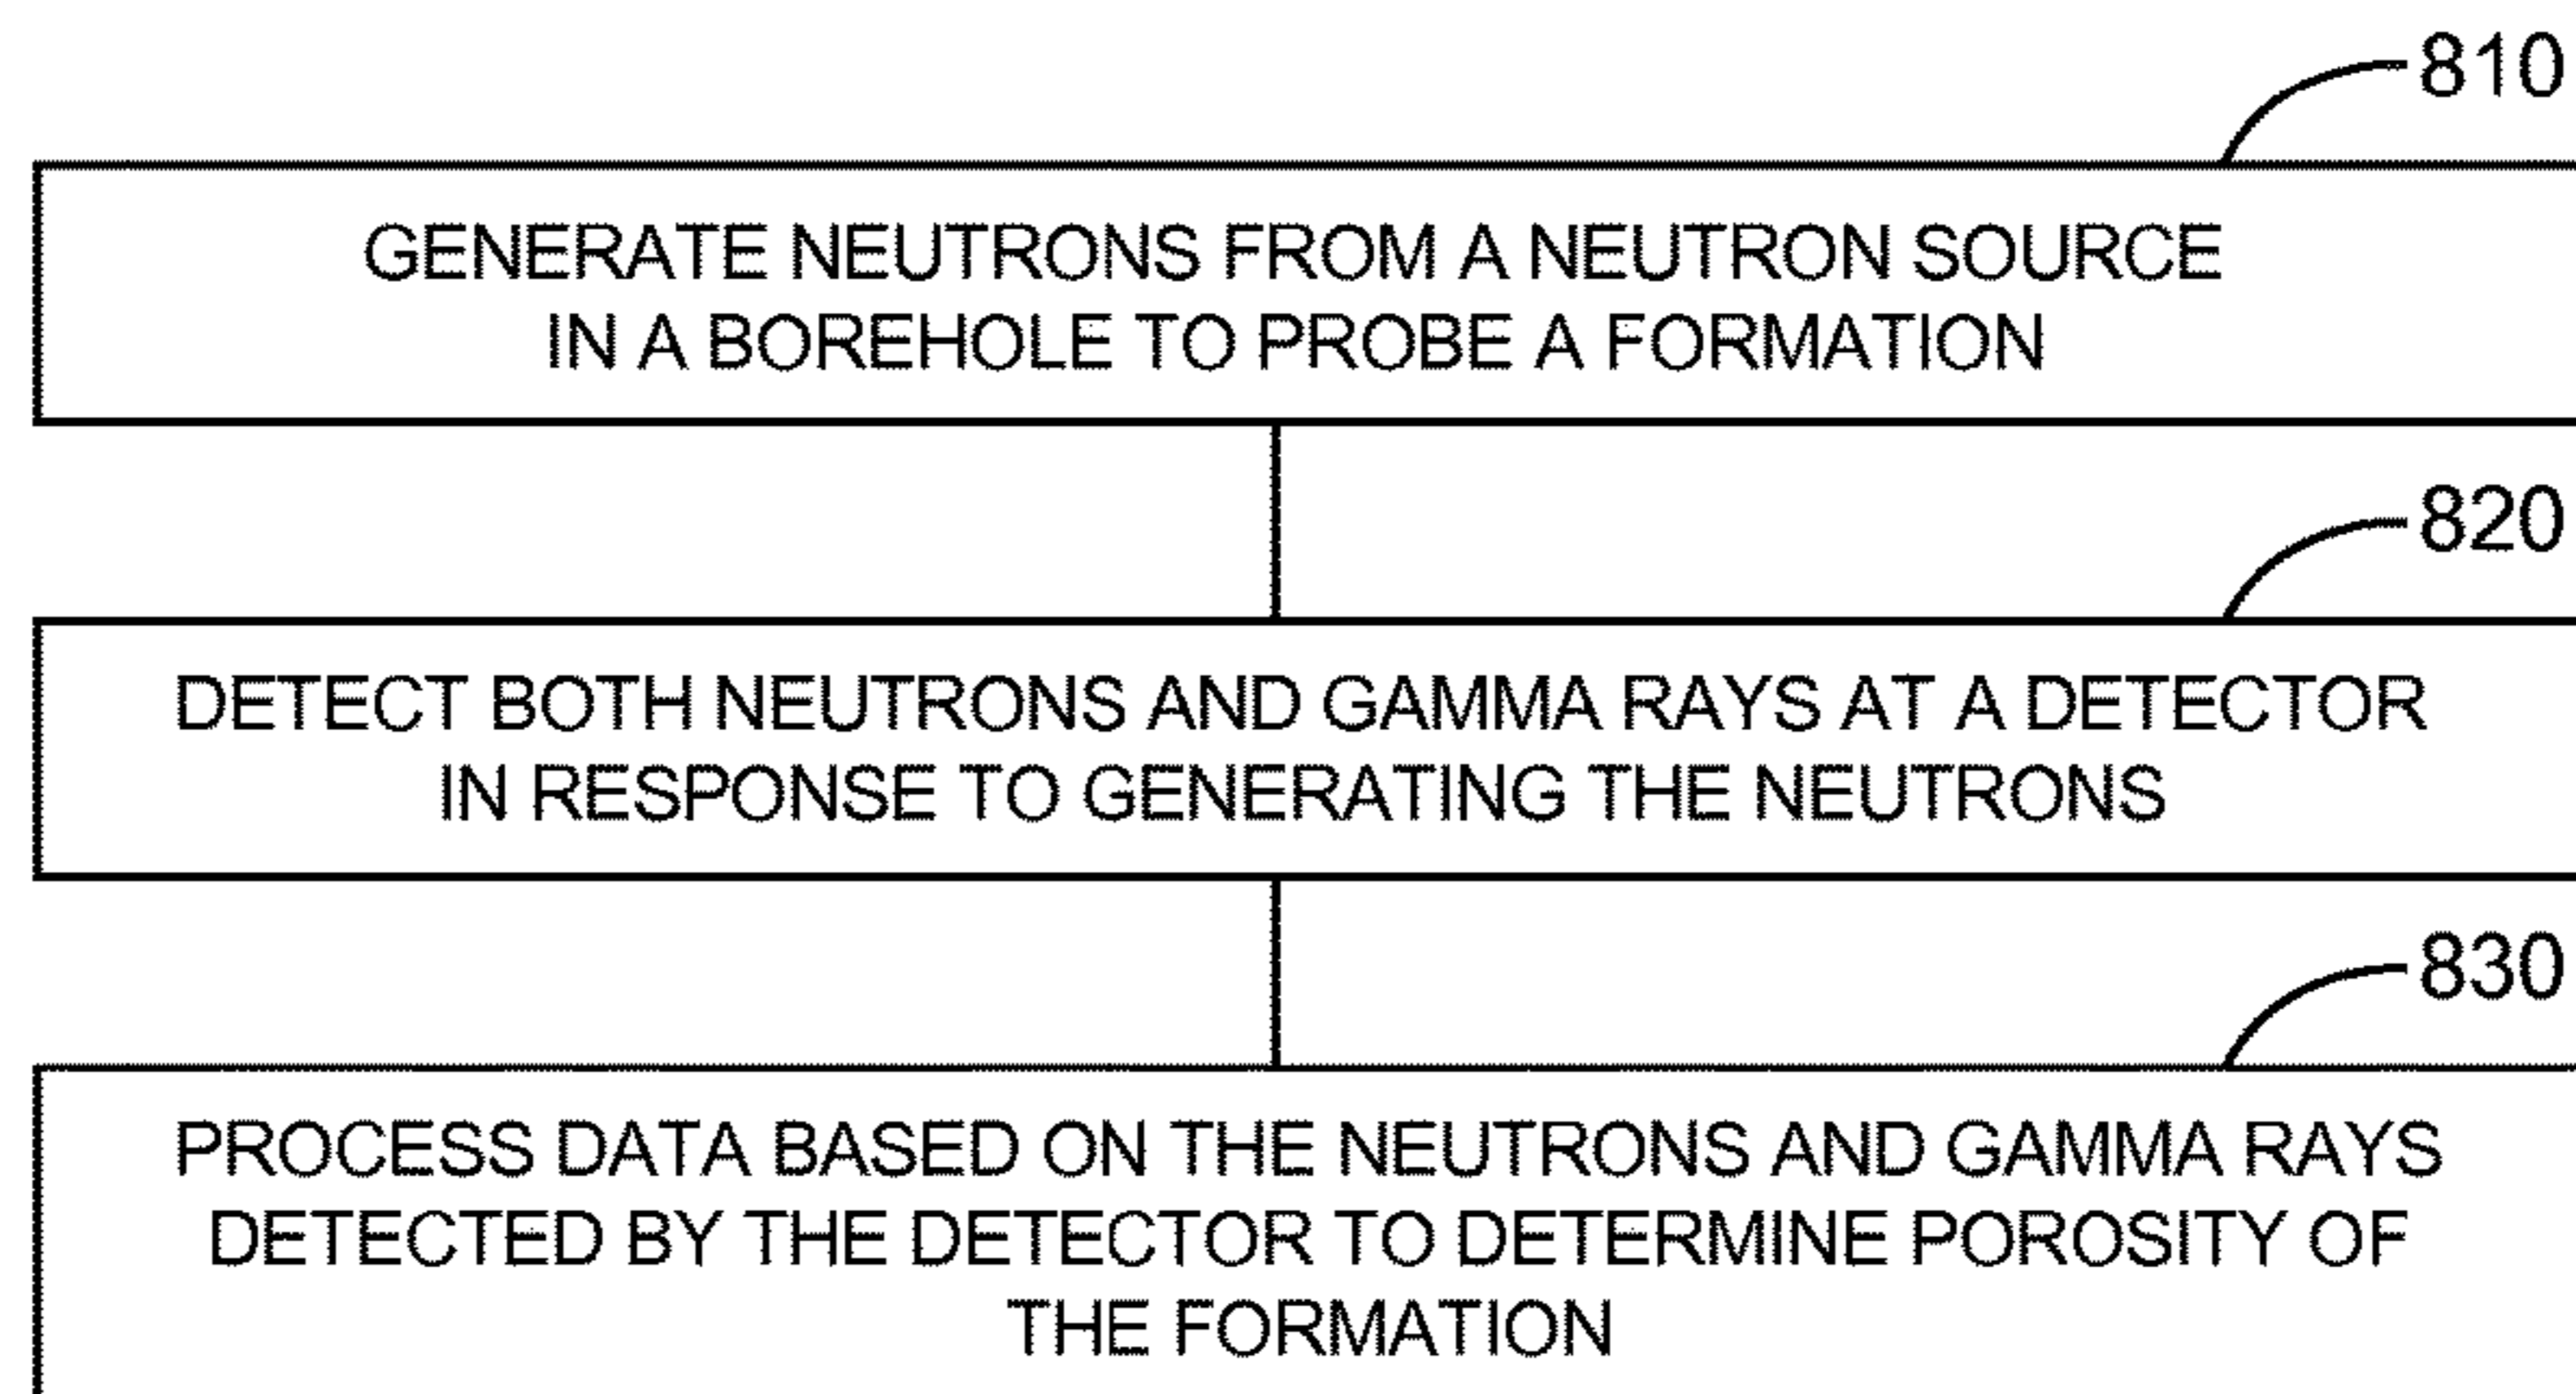 810
GENERATE NEUTRONS FROM A NEUTRON SOURCE
IN A BOREHOLE TO PROBE A FORMATION
820
DETECT BOTH NEUTRONS AND GAMMA RAYS AT A DETECTOR
IN RESPONSE TO GENERATING THE NEUTRONS
830
PROCESS DATA BASED ON THE NEUTRONS AND GAMMA RAYS
DETECTED BY THE DETECTOR TO DETERMINE POROSITY OF
THE FORMATION